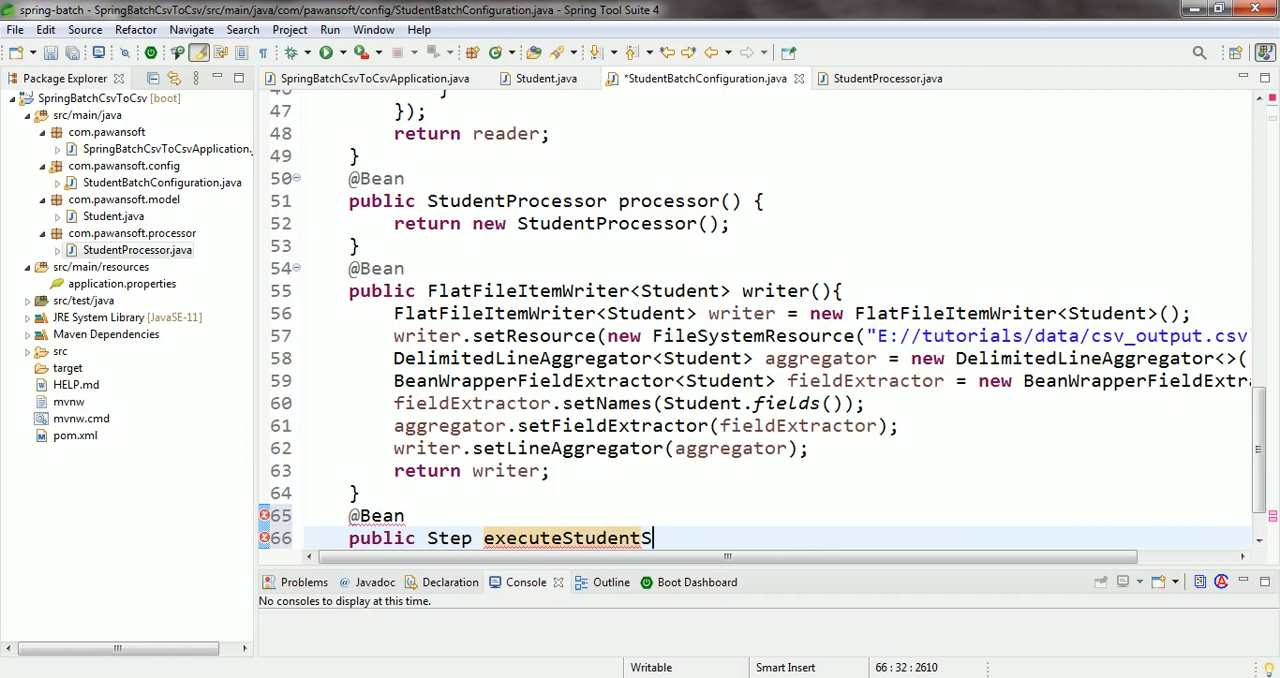 spring-batch - SpringBatchCsvToCsv/src/main/java/com/pawansoft/config/StudentBatchConfiguration.java - Spring Tool Suite 4
File Edit Source Refactor Navigate Search Project Run Window Help
Package Explorer
SpringBatchCsvToCsvApplication.java Student.java *StudentBatchConfiguration.java StudentProcessor.java
SpringBatchCsvToCsv [boot]
src/main/java
com.pawansoft
SpringBatchCsvToCsvApplication.
com.pawansoft.config
StudentBatchConfiguration.java
com.pawansoft.model
Student.java
com.pawansoft.processor
StudentProcessor.java
src/main/resources
application.properties
src/test/java
JRE System Library [JavaSE-11]
Maven Dependencies
src
target
HELP.md
mvnw
mvnw.cmd
pom.xml
46 }
47 });
48 return reader;
49 }
50 @Bean
51 public StudentProcessor processor() {
52 return new StudentProcessor();
53 }
54 @Bean
55 public FlatFileItemWriter<Student> writer(){
56 FlatFileItemWriter<Student> writer = new FlatFileItemWriter<Student>();
57 writer.setResource(new FileSystemResource("E://tutorials/data/csv_output.csv
58 DelimitedLineAggregator<Student> aggregator = new DelimitedLineAggregator<>(
59 BeanWrapperFieldExtractor<Student> fieldExtractor = new BeanWrapperFieldExtra
60 fieldExtractor.setNames(Student.fields());
61 aggregator.setFieldExtractor(fieldExtractor);
62 writer.setLineAggregator(aggregator);
63 return writer;
64 }
65 @Bean
66 public Step executeStudentS
Problems Javadoc Declaration Console Outline Boot Dashboard
No consoles to display at this time.
Writable Smart Insert 66 : 32 : 2610